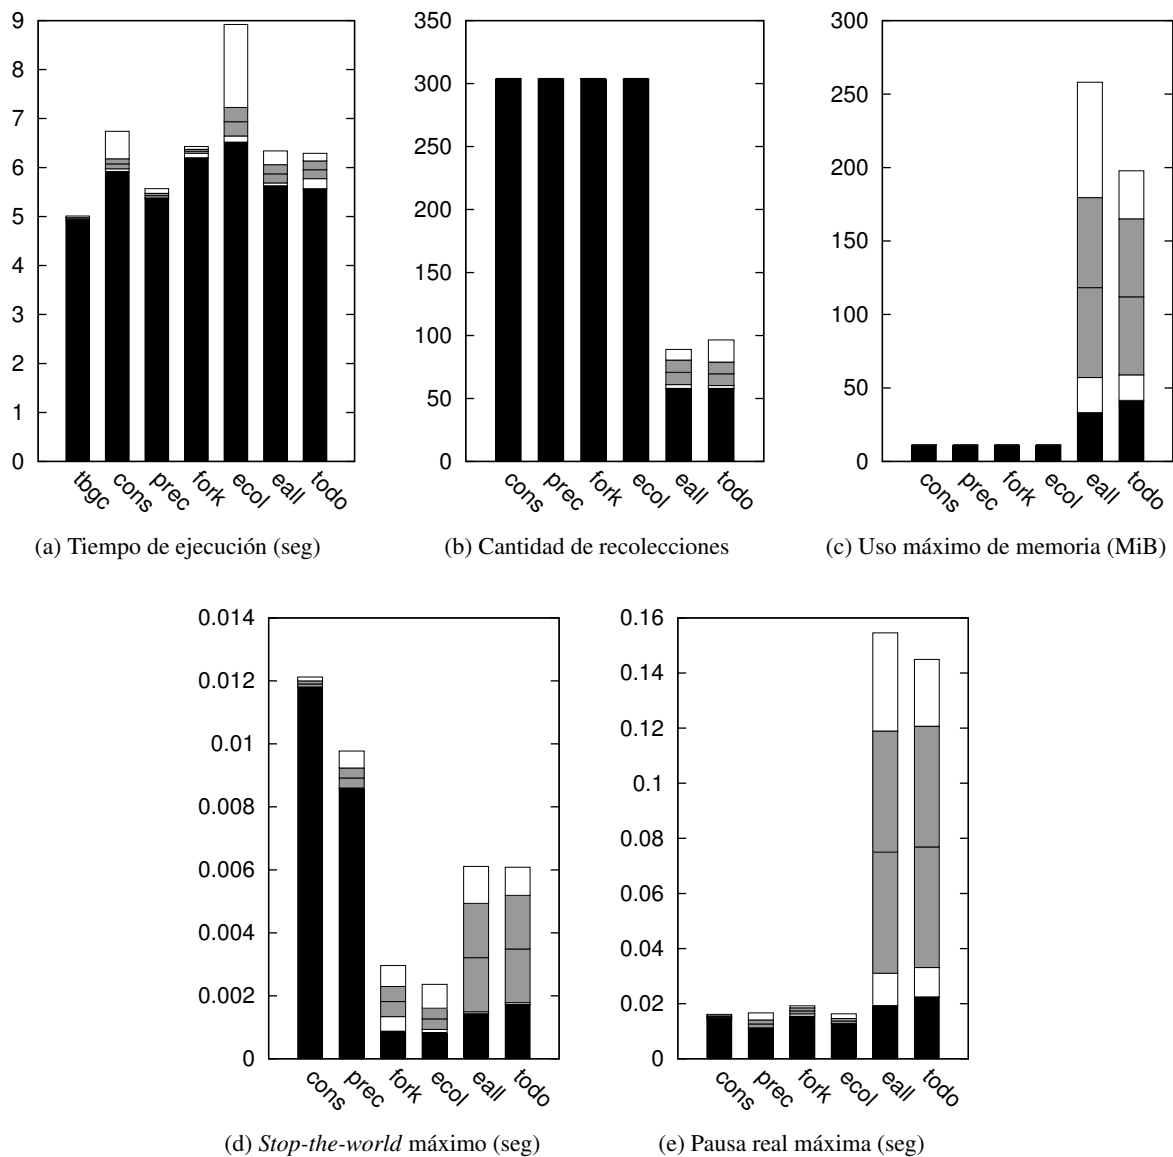 9
8
7
6
5
4
3
2
1
0
tbgc
cons
prec
fork
ecol
eall
todo
(a) Tiempo de ejecución (seg)
350
300
250
200
150
100
50
0
cons
prec
fork
ecol
eall
todo
(b) Cantidad de recolecciones
300
250
200
150
100
50
0
cons
prec
fork
ecol
eall
todo
(c) Uso máximo de memoria (MiB)
0.014
0.012
0.01
0.008
0.006
0.004
0.002
0
cons
prec
fork
ecol
eall
todo
(d) Stop-the-world máximo (seg)
0.16
0.14
0.12
0.1
0.08
0.06
0.04
0.02
0
cons
prec
fork
ecol
eall
todo
(e) Pausa real máxima (seg)